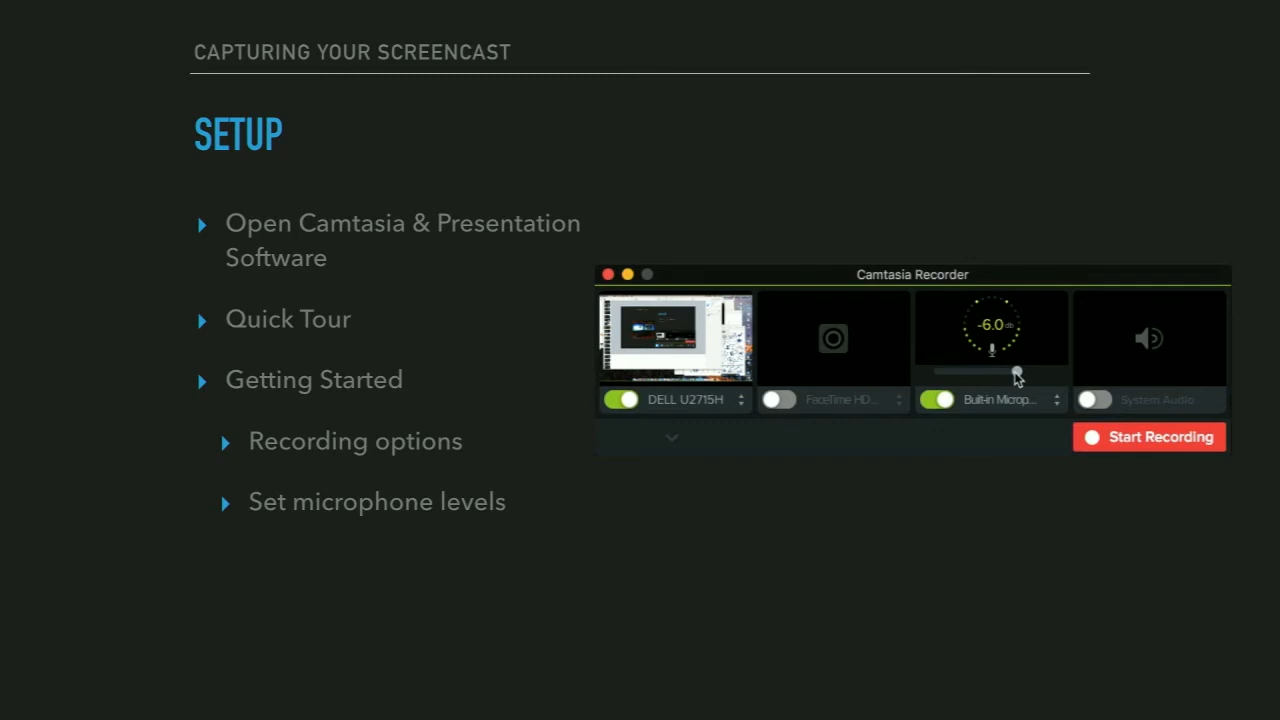 CAPTURING YOUR SCREENCAST
SETUP
Open Camtasia & Presentation
Software
Quick Tour
Getting Started
Recording options
Set microphone levels
Camtasia Recorder
-6.0 db
DELL U2715H
FaceTime HD...
Built-in Microp...
System Audio
Start Recording